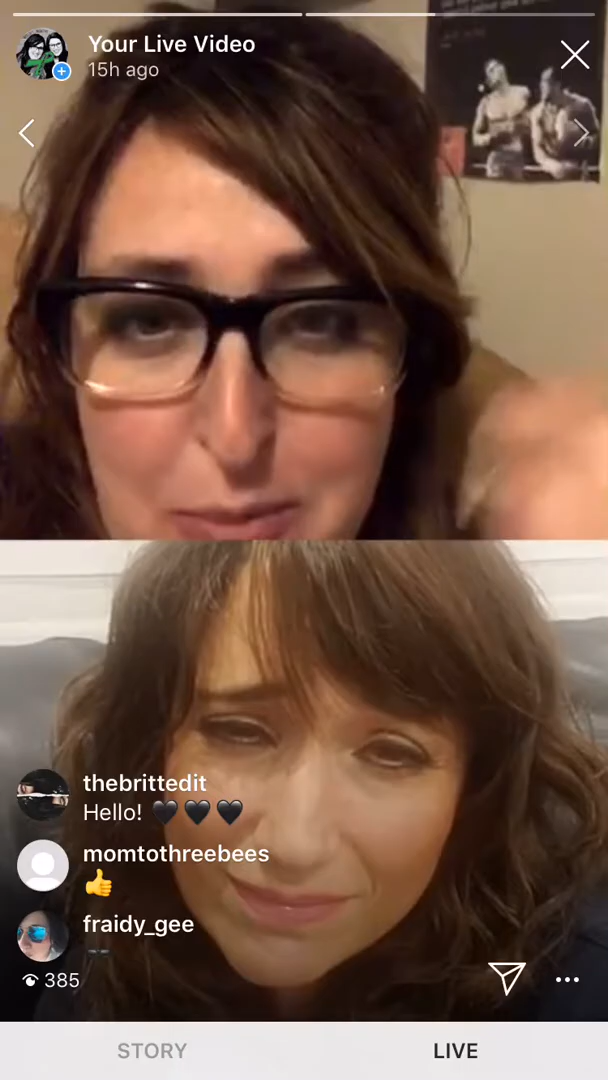 Your Live Video
15h ago
thebrittedit
Hello! 🖤 🖤 🖤
momtothreebees
👍
fraidy_gee
385
STORY
LIVE